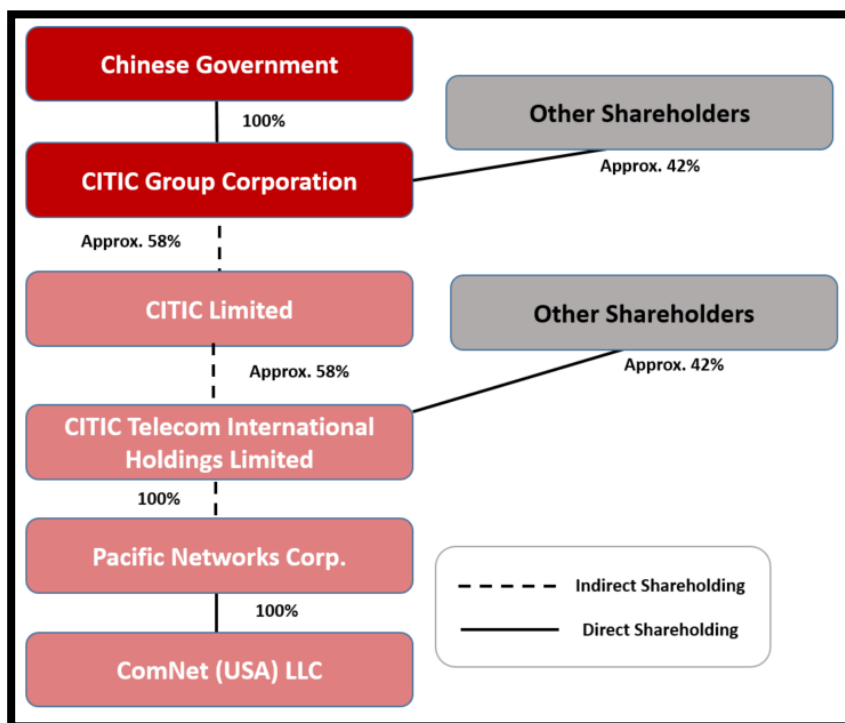 Chinese Government
100%
Other Shareholders
CITIC Group Corporation
Approx. 42%
Approx. 58%
CITIC Limited
Other Shareholders
Approx. 58%
Approx. 42%
CITIC Telecom International
Holdings Limited
100%
Pacific Networks Corp.
Indirect Shareholding
100%
Direct Shareholding
ComNet (USA) LLC